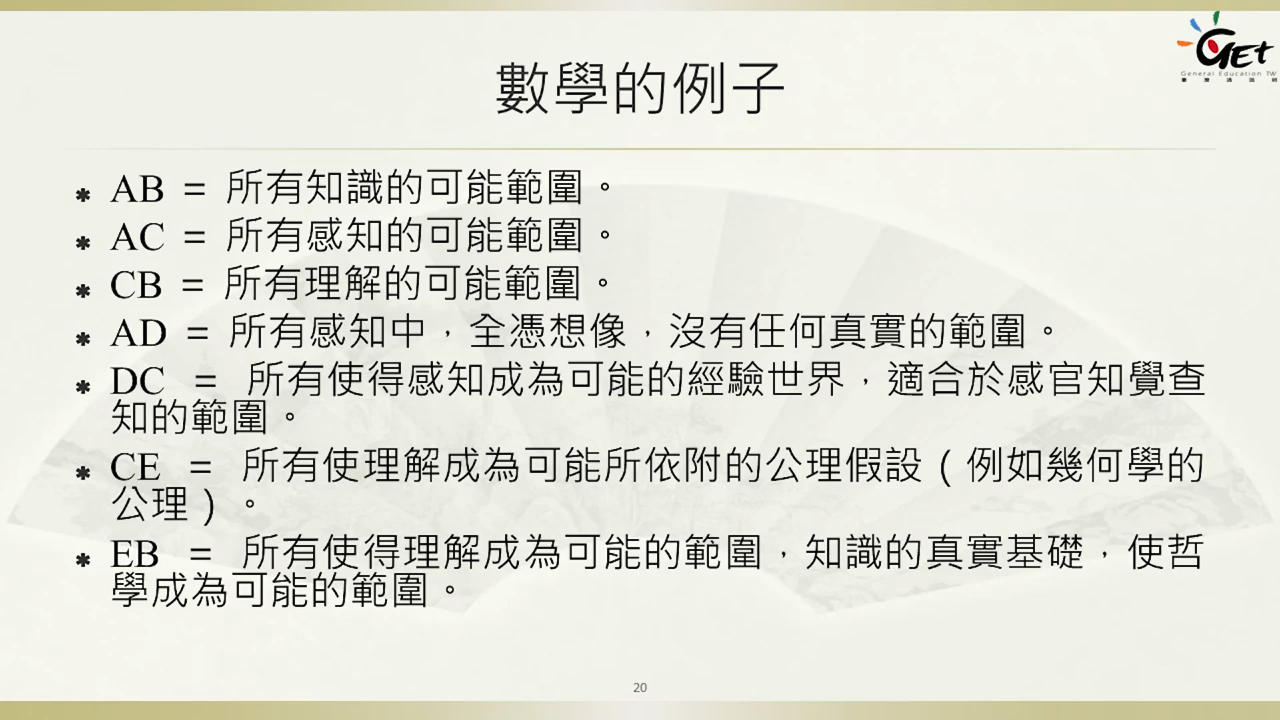 GET
General Education TW
數學的例子
* AB = 所有知識的可能範圍。
* AC = 所有感知的可能範圍。
* CB = 所有理解的可能範圍。
* AD = 所有感知中，全憑想像，沒有任何真實的範圍。
* DC = 所有使得感知成為可能的經驗世界，適合於感官知覺查
知的範圍。
* CE = 所有使理解成為可能所依附的公理假設（例如幾何學的
公理）。
* EB = 所有使得理解成為可能的範圍，知識的真實基礎，使哲
學成為可能的範圍。
20